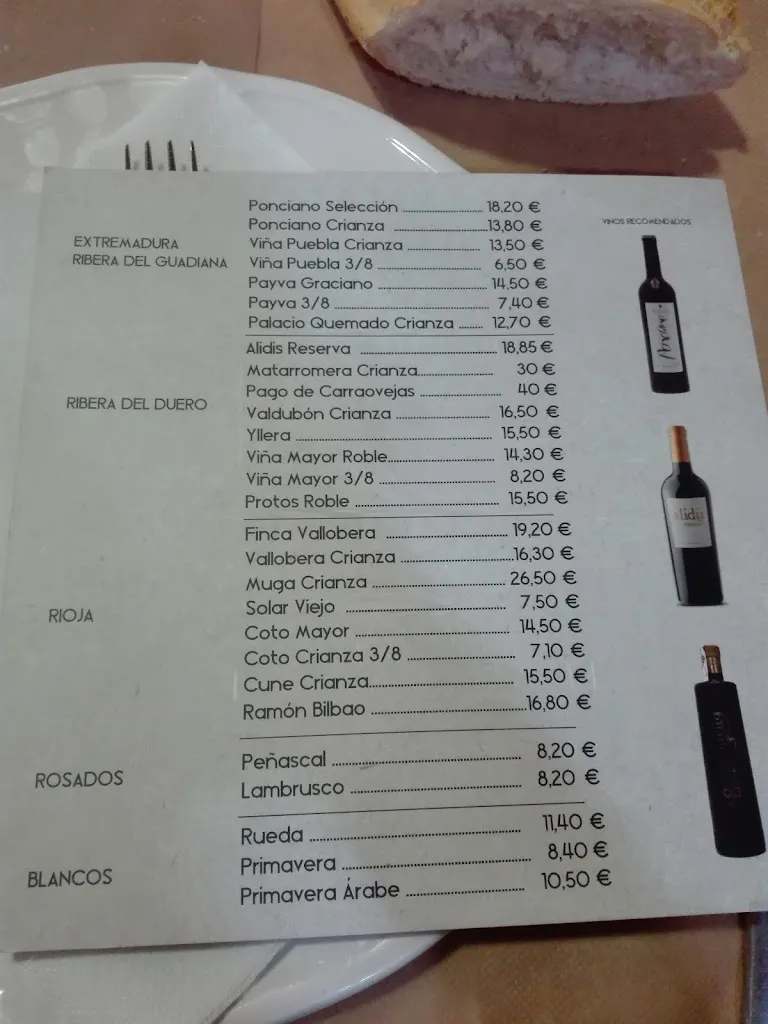 VINOS RECOMENDADOS
EXTREMADURA
RIBERA DEL GUADIANA
Ponciano Selección ........ 18,20 €
Ponciano Crianza ........ 13,80 €
Viña Puebla Crianza ........ 13,50 €
Viña Puebla 3/8 ........ 6,50 €
Payva Graciano ........ 14,50 €
Payva 3/8 ........ 7,40 €
Palacio Quemado Crianza ........ 12,70 €
RIBERA DEL DUERO
Alidis Reserva ........ 18,85 €
Matarromera Crianza ........ 30 €
Pago de Carraovejas ........ 40 €
Valdubón Crianza ........ 16,50 €
Yllera ........ 15,50 €
Viña Mayor Roble ........ 14,30 €
Viña Mayor 3/8 ........ 8,20 €
Protos Roble ........ 15,50 €
RIOJA
Finca Vallobera ........ 19,20 €
Vallobera Crianza ........ 16,30 €
Muga Crianza ........ 26,50 €
Solar Viejo ........ 7,50 €
Coto Mayor ........ 14,50 €
Coto Crianza 3/8 ........ 7,10 €
Cune Crianza ........ 15,50 €
Ramón Bilbao ........ 16,80 €
ROSADOS
Peñascal ........ 8,20 €
Lambrusco ........ 8,20 €
BLANCOS
Rueda ........ 11,40 €
Primavera ........ 8,40 €
Primavera Árabe ........ 10,50 €